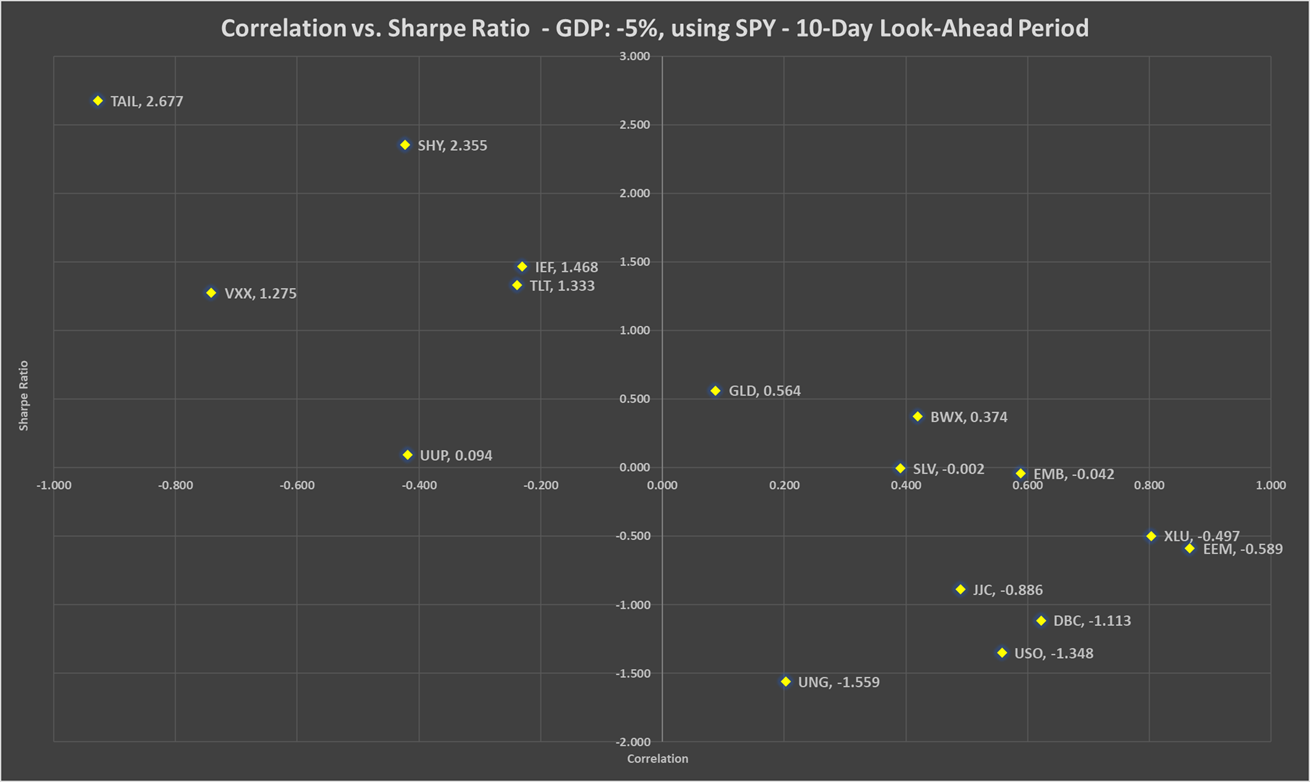 Correlation vs. Sharpe Ratio  - GDP: -5%, using SPY - 10-Day Look-Ahead Period
3.000
TAIL, 2.677
2.500
SHY, 2.355
2.000
1.500
IEF, 1.468
TLT, 1.333
VXX, 1.275
1.000
Sharpe Ratio
GLD, 0.564
0.500
BWX, 0.374
UUP, 0.094
0.000
SLV, -0.002
EMB, -0.042
-1.000 -0.800 -0.600 -0.400 -0.200 0.000 0.200 0.400 0.600 0.800 1.000
-0.500
XLU, -0.497
EEM, -0.589
JJC, -0.886
-1.000
DBC, -1.113
USO, -1.348
-1.500
UNG, -1.559
-2.000
Correlation